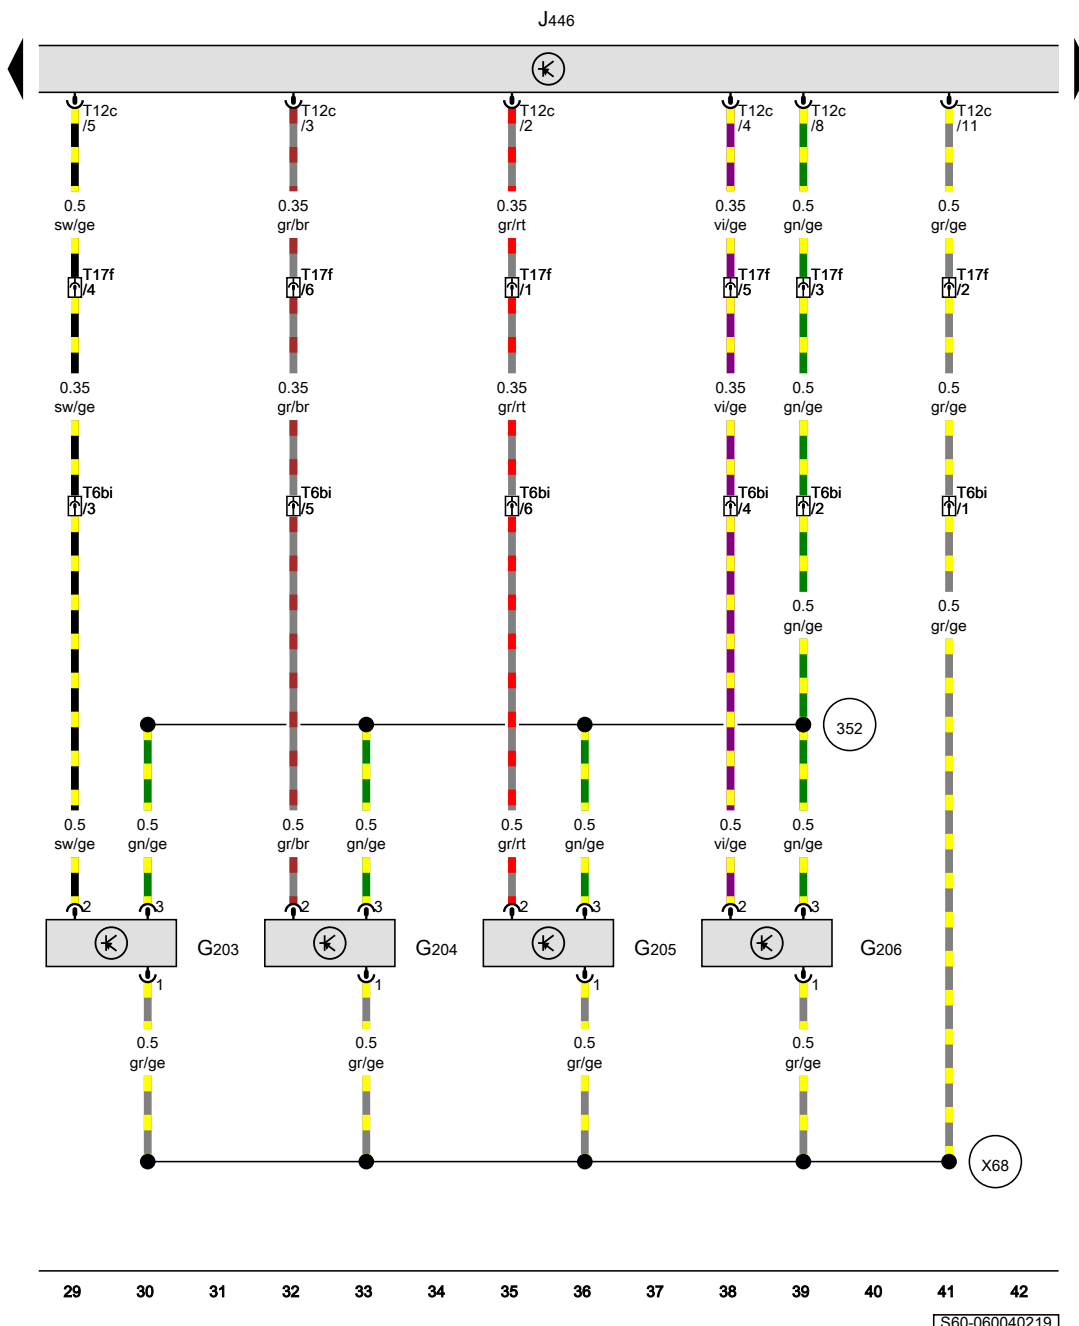 J446
T12c T12c T12c T12c T12c T12c
/5 /3 /2 /4 /8 /11
0.5 0.35 0.35 0.35 0.5 0.5
sw/ge gr/br gr/rt vi/ge gn/ge gr/ge
T17f T17f T17f T17f T17f T17f
/4 /6 /1 /5 /3 /2
0.35 0.35 0.35 0.35 0.5 0.5
sw/ge gr/br gr/rt vi/ge gn/ge gr/ge
T6bi T6bi T6bi T6bi T6bi T6bi
/3 /5 /6 /4 /2 /1
0.5 0.5
gn/ge gr/ge
352
0.5 0.5 0.5 0.5 0.5 0.5 0.5 0.5
sw/ge gn/ge gr/br gn/ge gr/rt gn/ge vi/ge gn/ge
2 3 2 3 2 3 2 3
G203 G204 G205 G206
1 1 1 1
0.5 0.5 0.5 0.5
gr/ge gr/ge gr/ge gr/ge
X68
29 30 31 32 33 34 35 36 37 38 39 40 41 42
S60-060040219